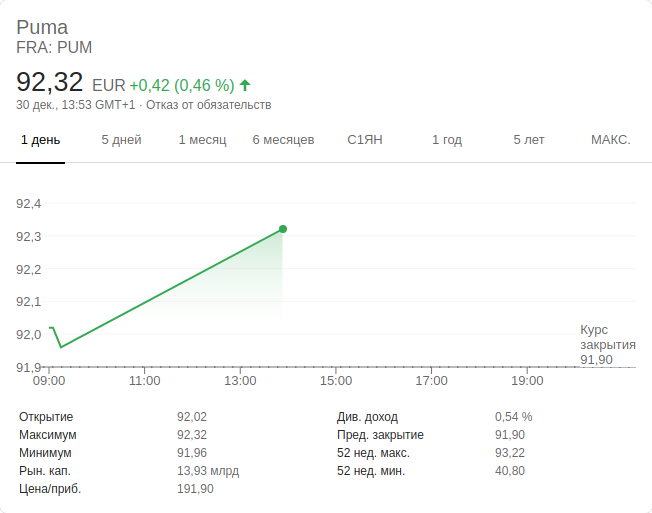 Puma
FRA: PUM
92,32 EUR +0,42 (0,46 %)
30 дек., 13:53 GMT+1 · Отказ от обязательств
1 день 5 дней 1 месяц 6 месяцев С1ЯН 1 год 5 лет МАКС.
92,4
92,3
92,2
92,1
92,0
91,9
Курс
закрытия
91,90
09:00 11:00 13:00 15:00 17:00 19:00
Открытие 92,02 Див. доход 0,54 %
Максимум 92,32 Пред. закрытие 91,90
Минимум 91,96 52 нед. макс. 93,22
Рын. кап. 13,93 млрд 52 нед. мин. 40,80
Цена/приб. 191,90